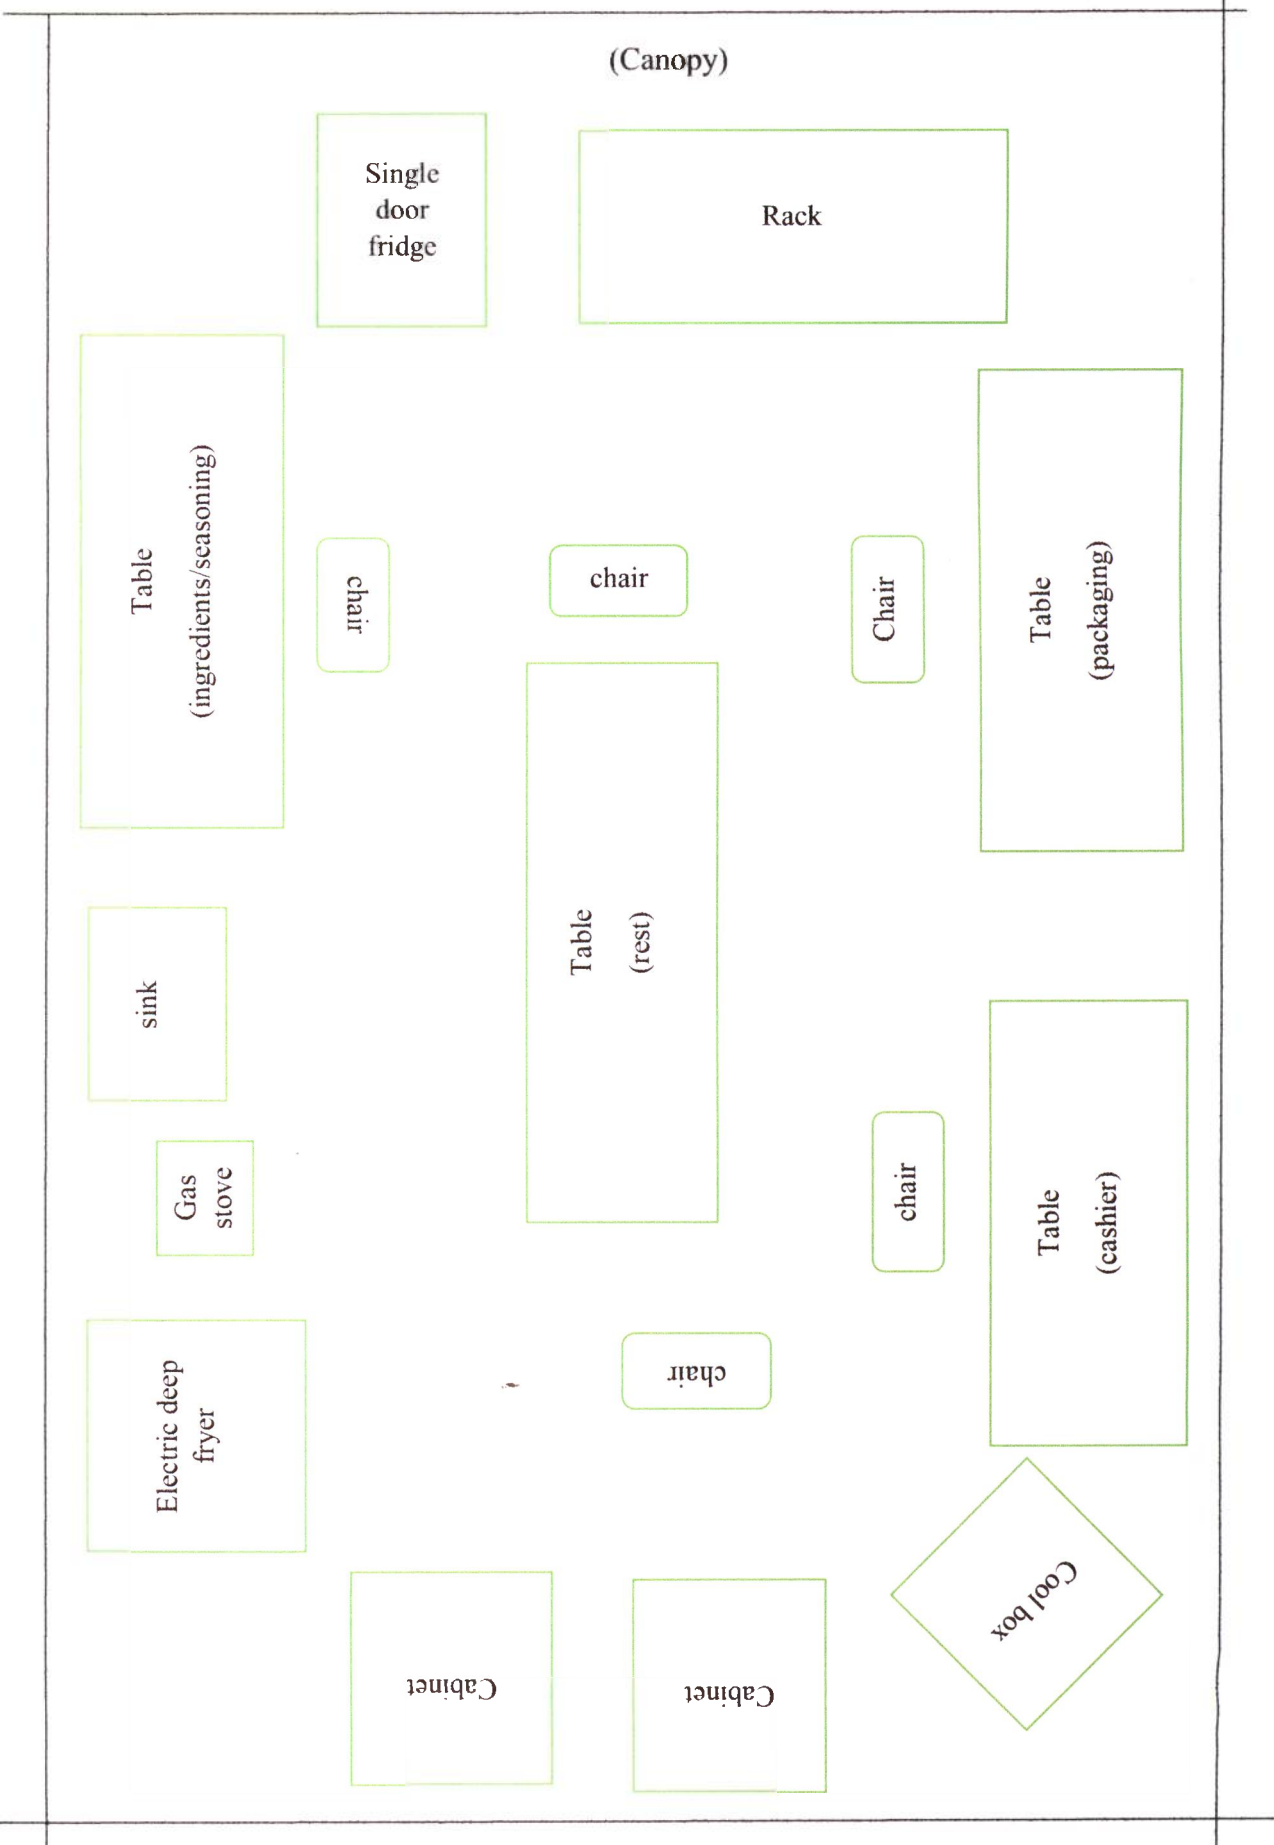 (Canopy)
Single
door
fridge
Rack
Table
(ingredients/seasoning)
chair
chair
Chair
Table
(packaging)
Table
(rest)
sink
Gas
stove
chair
Table
(cashier)
chair
Electric deep
fryer
Cool box
Cabinet
Cabinet